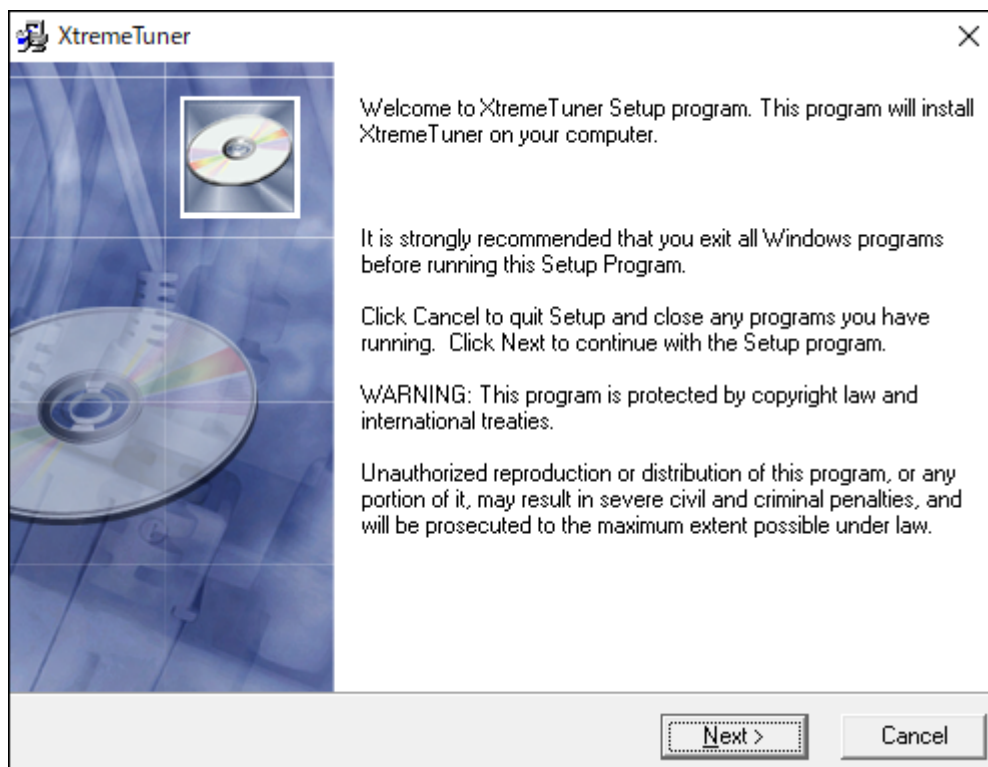 XtremeTuner
Welcome to XtremeTuner Setup program. This program will install
XtremeTuner on your computer.
It is strongly recommended that you exit all Windows programs
before running this Setup Program.
Click Cancel to quit Setup and close any programs you have
running.  Click Next to continue with the Setup program.
WARNING: This program is protected by copyright law and
international treaties.
Unauthorized reproduction or distribution of this program, or any
portion of it, may result in severe civil and criminal penalties, and
will be prosecuted to the maximum extent possible under law.
Next >
Cancel